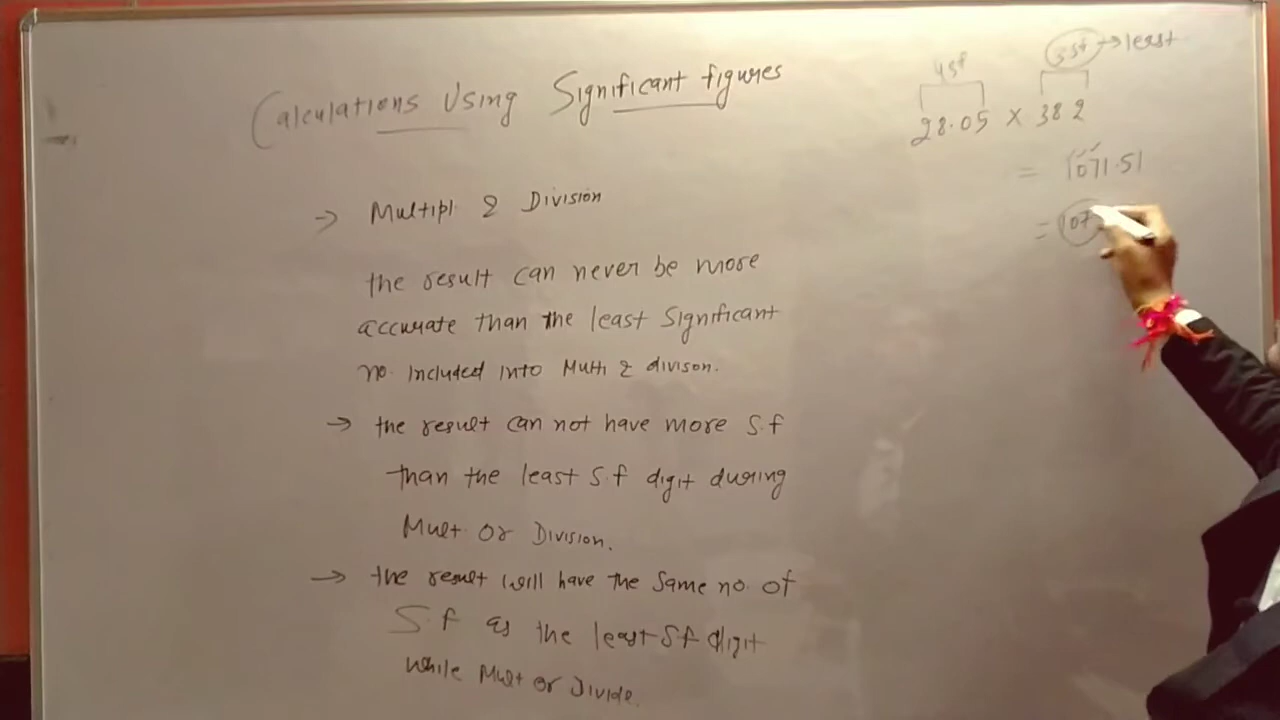 Calculations Using Significant figures
→ Multipl. & Division
the result can never be more
accurate than the least Significant
no. included into Multi & divison.
→ the result can not have more S.f
than the least S.f digit during
Mult. Or Division.
→ the result will have the same no. of
S.f as the least Sf digit
while Mult or Divide.
4sf 3sf → least
28.05 × 382
= 1071.51
= 107